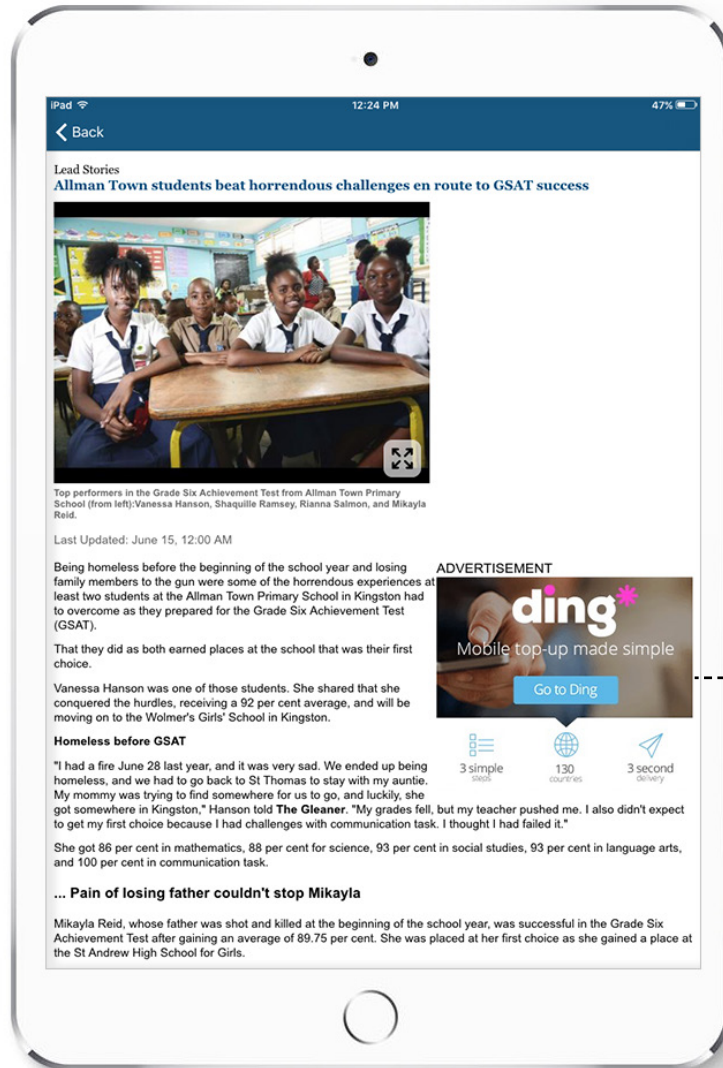 iPad
12:24 PM
47%
Back
Lead Stories
Allman Town students beat horrendous challenges en route to GSAT success
Top performers in the Grade Six Achievement Test from Allman Town Primary
School (from left):Vanessa Hanson, Shaquille Ramsey, Rianna Salmon, and Mikayla
Reid.
Last Updated: June 15, 12:00 AM
Being homeless before the beginning of the school year and losing
family members to the gun were some of the horrendous experiences at
least two students at the Allman Town Primary School in Kingston had
to overcome as they prepared for the Grade Six Achievement Test
(GSAT).
That they did as both earned places at the school that was their first
choice.
Vanessa Hanson was one of those students. She shared that she
conquered the hurdles, receiving a 92 per cent average, and will be
moving on to the Wolmer's Girls' School in Kingston.
Homeless before GSAT
"I had a fire June 28 last year, and it was very sad. We ended up being
homeless, and we had to go back to St Thomas to stay with my auntie.
My mommy was trying to find somewhere for us to go, and luckily, she
got somewhere in Kingston," Hanson told The Gleaner. "My grades fell, but my teacher pushed me. I also didn't expect
to get my first choice because I had challenges with communication task. I thought I had failed it."
She got 86 per cent in mathematics, 88 per cent for science, 93 per cent in social studies, 93 per cent in language arts,
and 100 per cent in communication task.
... Pain of losing father couldn't stop Mikayla
Mikayla Reid, whose father was shot and killed at the beginning of the school year, was successful in the Grade Six
Achievement Test after gaining an average of 89.75 per cent. She was placed at her first choice as she gained a place at
the St Andrew High School for Girls.
ADVERTISEMENT
ding*
Mobile top-up made simple
Go to Ding
3 simple
steps
130
countries
3 second
delivery